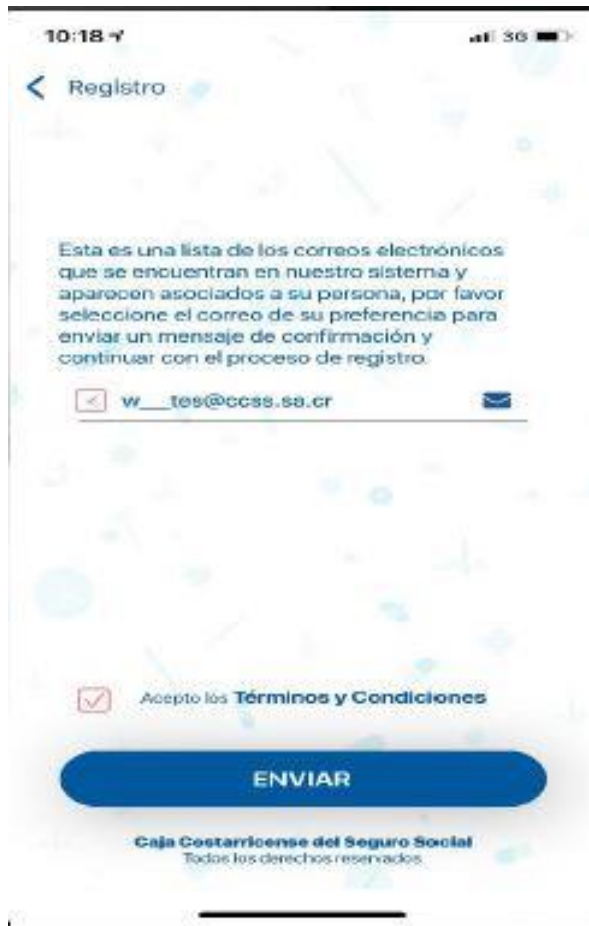 10:18
3G
Registro
Esta es una lista de los correos electrónicos
que se encuentran en nuestro sistema y
aparecen asociados a su persona, por favor
seleccione el correo de su preferencia para
enviar un mensaje de confirmación y
continuar con el proceso de registro.
w__tes@ccss.sa.cr
Acepto los Términos y Condiciones
ENVIAR
Caja Costarricense del Seguro Social
Todos los derechos reservados